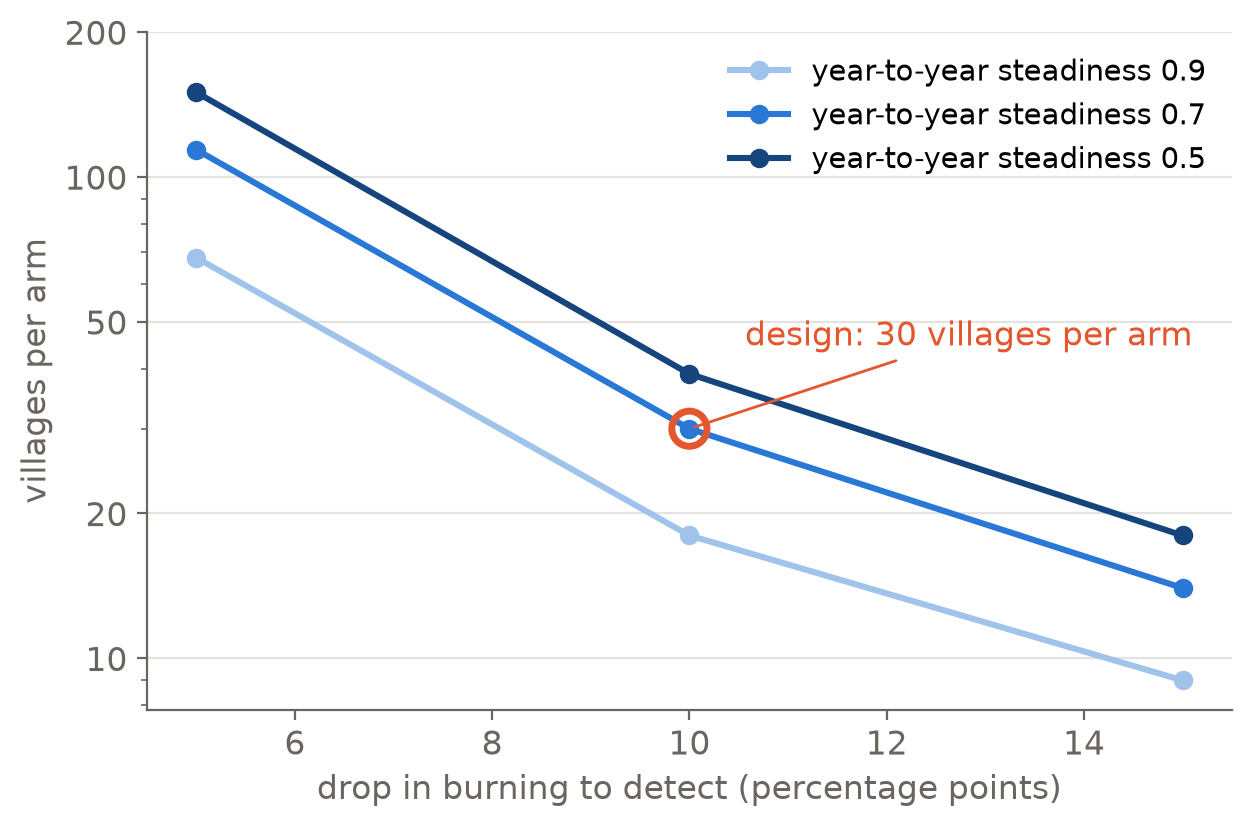 200
100
50
20
10
villages per arm
year-to-year steadiness 0.9
year-to-year steadiness 0.7
year-to-year steadiness 0.5
design: 30 villages per arm
6 8 10 12 14
drop in burning to detect (percentage points)